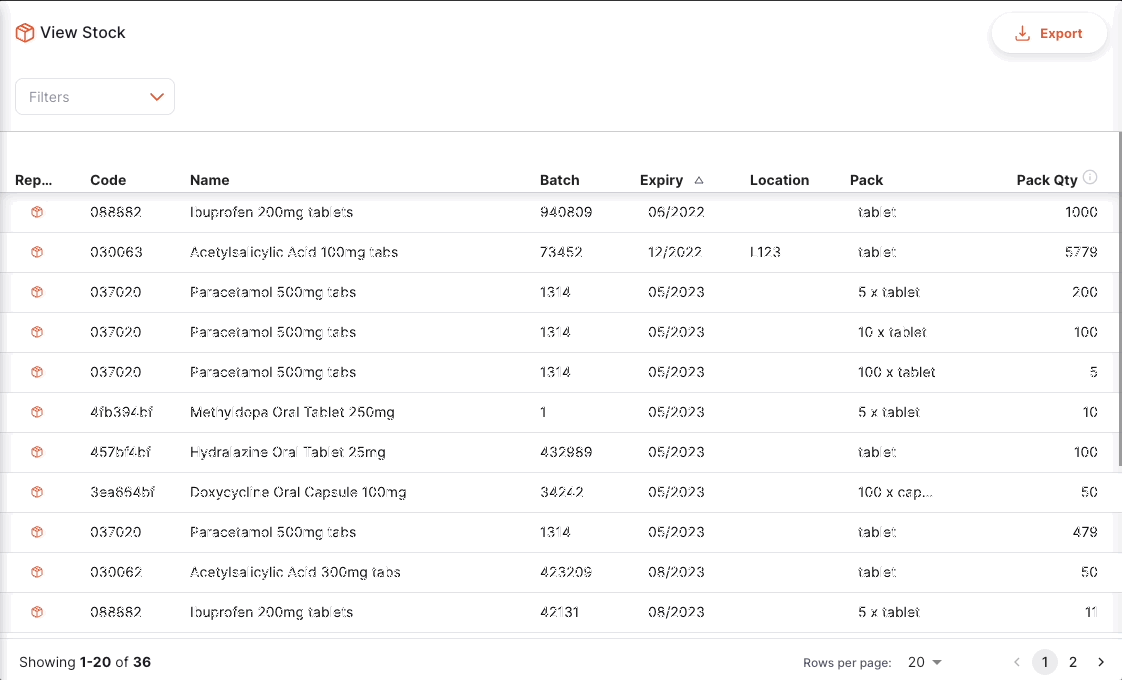 View Stock
Export
Filters
Rep... Code Name Batch Expiry Location Pack Pack Qty
088682 Ibuprofen 200mg tablets 940809 06/2022 tablet 1000
030063 Acetylsalicylic Acid 100mg tabs 73452 12/2022 L123 tablet 5779
037020 Paracetamol 500mg tabs 1314 05/2023 5 x tablet 200
037020 Paracetamol 500mg tabs 1314 05/2023 10 x tablet 100
037020 Paracetamol 500mg tabs 1314 05/2023 100 x tablet 5
4fb394bf Methyldopa Oral Tablet 250mg 1 05/2023 5 x tablet 10
457bf4bf Hydralazine Oral Tablet 25mg 432989 05/2023 tablet 100
3ea664bf Doxycycline Oral Capsule 100mg 34242 05/2023 100 x cap... 50
037020 Paracetamol 500mg tabs 1314 05/2023 tablet 479
030062 Acetylsalicylic Acid 300mg tabs 423209 08/2023 tablet 50
088682 Ibuprofen 200mg tablets 42131 08/2023 5 x tablet 11
Showing 1-20 of 36 Rows per page: 20 1 2